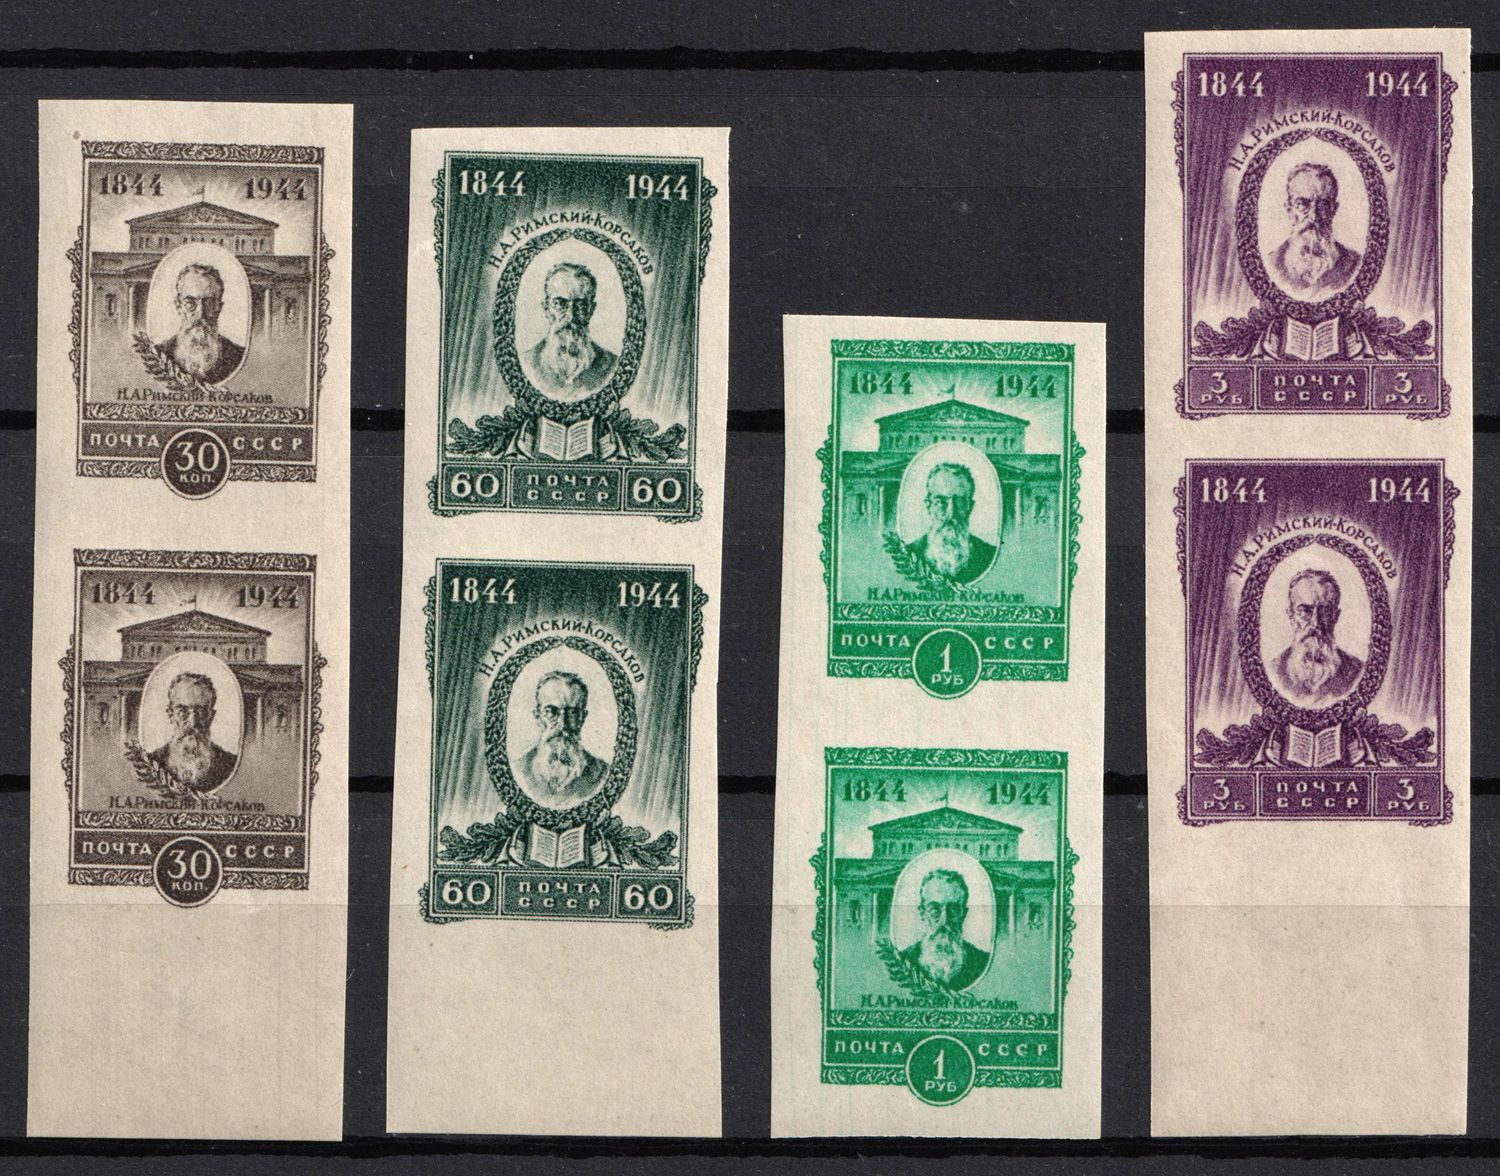 1844 1944
Н.А.Римский-Корсаков
ПОЧТА СССР
30
КОП.
1844 1944
Н.А.Римский-Корсаков
ПОЧТА СССР
30
КОП.
1844 1944
Н.А.Римский-Корсаков
60 ПОЧТА 60
СССР
1844 1944
Н.А.Римский-Корсаков
60 ПОЧТА 60
СССР
1844 1944
Н.А.Римский-Корсаков
ПОЧТА СССР
1
РУБ
1844 1944
Н.А.Римский-Корсаков
ПОЧТА СССР
1
РУБ
1844 1944
Н.А.Римский-Корсаков
3 ПОЧТА 3
РУБ СССР РУБ
1844 1944
Н.А.Римский-Корсаков
3 ПОЧТА 3
РУБ СССР РУБ